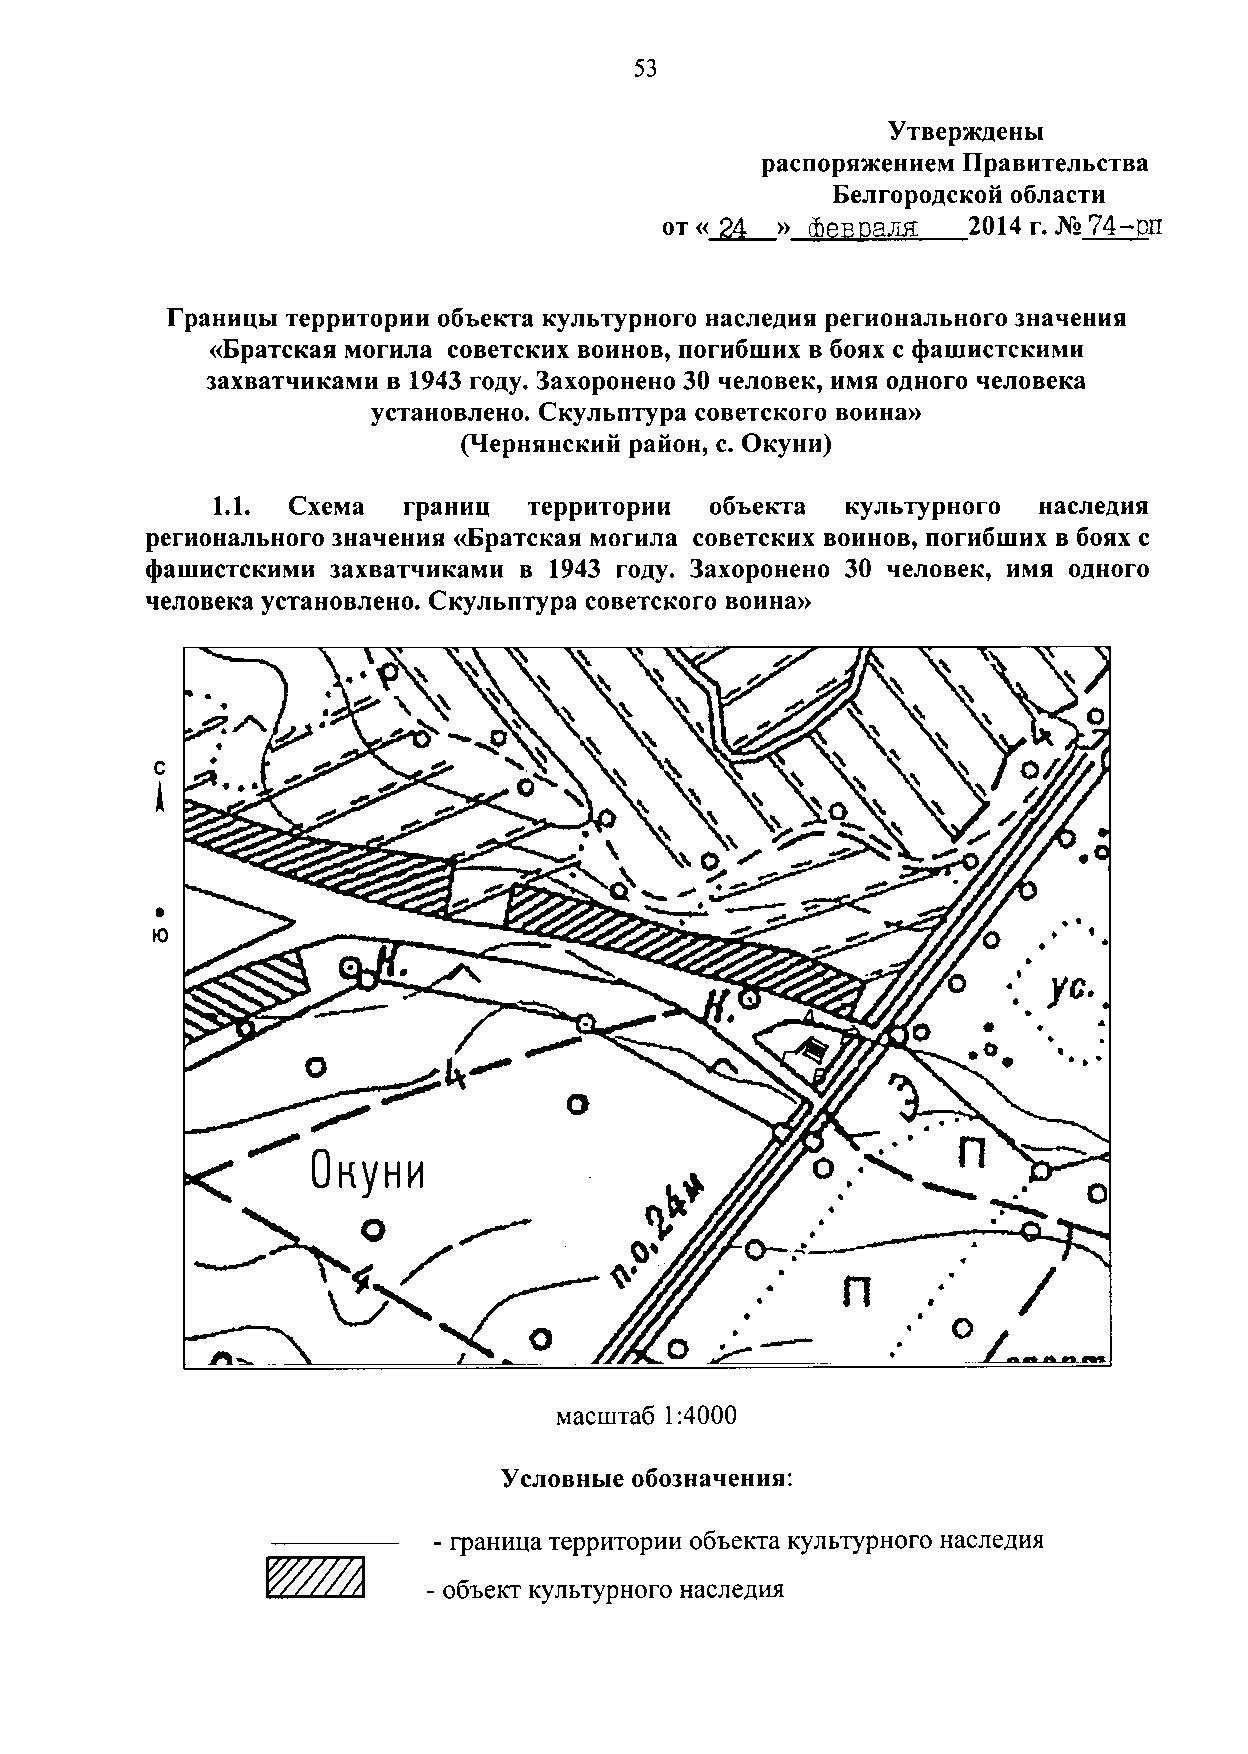 53
Утверждены
распоряжением Правительства
Белгородской области
от « 24 » февраля 2014 г. № 74-рп
Границы территории объекта культурного наследия регионального значения
«Братская могила советских воинов, погибших в боях с фашистскими
захватчиками в 1943 году. Захоронено 30 человек, имя одного человека
установлено. Скульптура советского воина»
(Чернянский район, с. Окуни)
1.1. Схема границ территории объекта культурного наследия
регионального значения «Братская могила советских воинов, погибших в боях с
фашистскими захватчиками в 1943 году. Захоронено 30 человек, имя одного
человека установлено. Скульптура советского воина»
р
4
С
Ю
К.
К.
ус.
А
Б
В
4
Э
П
Окуни
п.о.24м
4
П
масштаб 1:4000
Условные обозначения:
- граница территории объекта культурного наследия
- объект культурного наследия